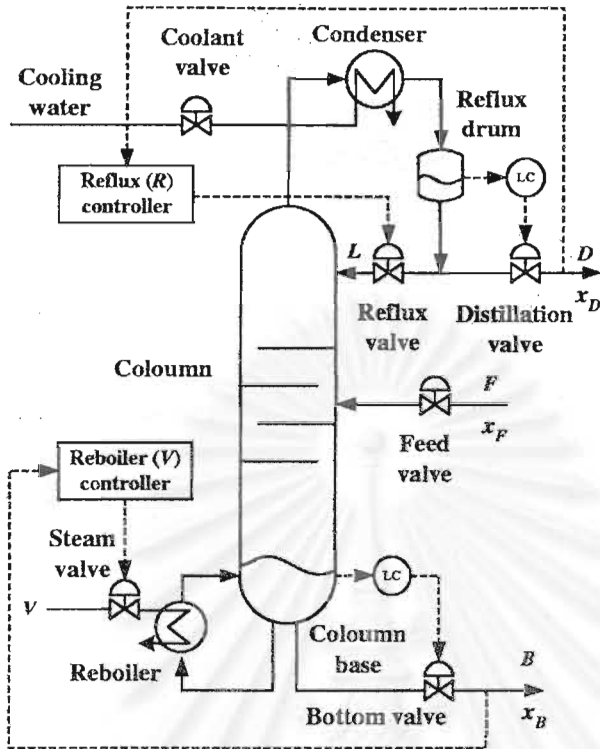 Condenser
Coolant
valve
Cooling
water
Reflux
drum
LC
Reflux (R)
controller
L
D
x_D
Reflux
valve
Distillation
valve
Coloumn
F
x_F
Feed
valve
Reboiler (V)
controller
Steam
valve
LC
V
Reboiler
Coloumn
base
B
x_B
Bottom valve